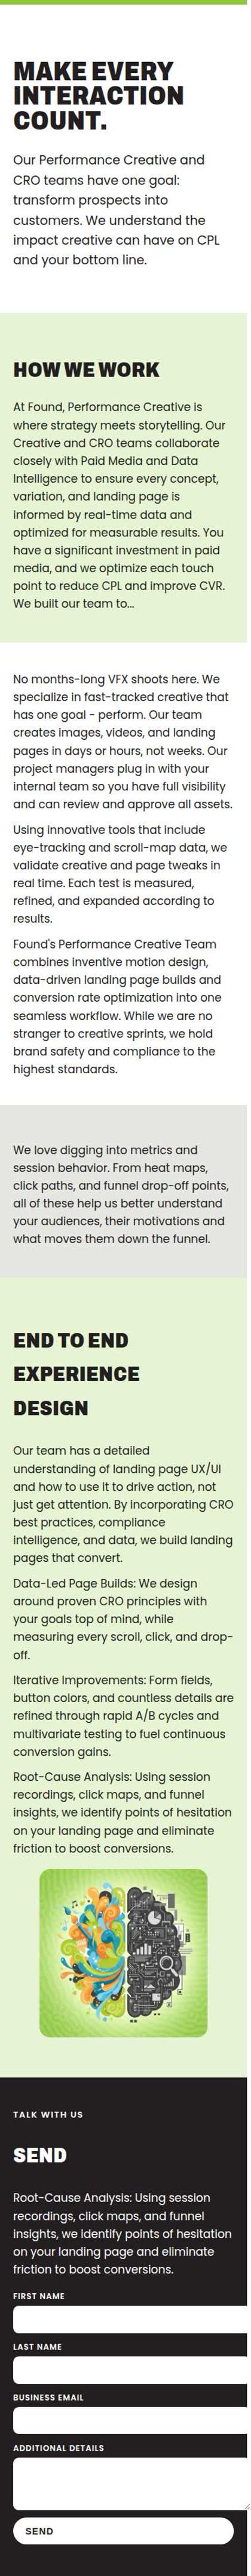 MAKE EVERY
INTERACTION
COUNT.
Our Performance Creative and
CRO teams have one goal:
transform prospects into
customers. We understand the
impact creative can have on CPL
and your bottom line.
HOW WE WORK
At Found, Performance Creative is
where strategy meets storytelling. Our
Creative and CRO teams collaborate
closely with Paid Media and Data
Intelligence to ensure every concept,
variation, and landing page is
informed by real-time data and
optimized for measurable results. You
have a significant investment in paid
media, and we optimize each touch
point to reduce CPL and improve CVR.
We built our team to...
No months-long VFX shoots here. We
specialize in fast-tracked creative that
has one goal - perform. Our team
creates images, videos, and landing
pages in days or hours, not weeks. Our
project managers plug in with your
internal team so you have full visibility
and can review and approve all assets.
Using innovative tools that include
eye-tracking and scroll-map data, we
validate creative and page tweaks in
real time. Each test is measured,
refined, and expanded according to
results.
Found's Performance Creative Team
combines inventive motion design,
data-driven landing page builds and
conversion rate optimization into one
seamless workflow. While we are no
stranger to creative sprints, we hold
brand safety and compliance to the
highest standards.
We love digging into metrics and
session behavior. From heat maps,
click paths, and funnel drop-off points,
all of these help us better understand
your audiences, their motivations and
what moves them down the funnel.
END TO END
EXPERIENCE
DESIGN
Our team has a detailed
understanding of landing page UX/UI
and how to use it to drive action, not
just get attention. By incorporating CRO
best practices, compliance
intelligence, and data, we build landing
pages that convert.
Data-Led Page Builds: We design
around proven CRO principles with
your goals top of mind, while
measuring every scroll, click, and drop-
off.
Iterative Improvements: Form fields,
button colors, and countless details are
refined through rapid A/B cycles and
multivariate testing to fuel continuous
conversion gains.
Root-Cause Analysis: Using session
recordings, click maps, and funnel
insights, we identify points of hesitation
on your landing page and eliminate
friction to boost conversions.
TALK WITH US
SEND
Root-Cause Analysis: Using session
recordings, click maps, and funnel
insights, we identify points of hesitation
on your landing page and eliminate
friction to boost conversions.
FIRST NAME
LAST NAME
BUSINESS EMAIL
ADDITIONAL DETAILS
SEND